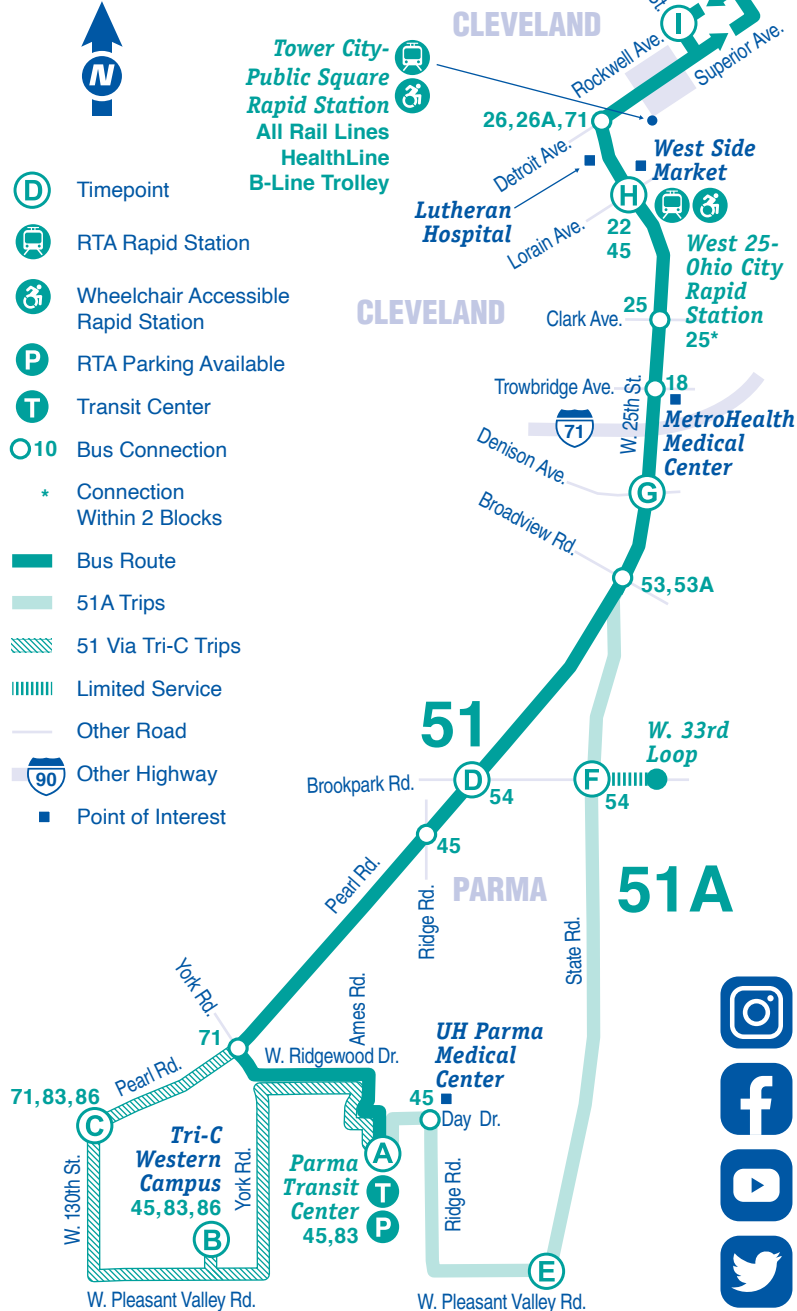 CLEVELAND
St.
I
Rockwell Ave.
Superior Ave.
N
Tower City-
Public Square
Rapid Station
All Rail Lines
HealthLine
B-Line Trolley
26,26A,71
Detroit Ave.
West Side
Market
Lutheran
Hospital
H
22
45
Lorain Ave.
West 25-
Ohio City
Rapid
Station
25*
D Timepoint
RTA Rapid Station
Wheelchair Accessible
Rapid Station
P RTA Parking Available
T Transit Center
10 Bus Connection
* Connection
Within 2 Blocks
Bus Route
51A Trips
51 Via Tri-C Trips
Limited Service
Other Road
90 Other Highway
Point of Interest
CLEVELAND
25
Clark Ave.
Trowbridge Ave.
18
W. 25th St.
71
MetroHealth
Medical
Center
Denison Ave.
G
Broadview Rd.
53,53A
51
W. 33rd
Loop
Brookpark Rd.
D
54
F
54
45
Pearl Rd.
Ridge Rd.
PARMA
51A
State Rd.
York Rd.
71
Ames Rd.
W. Ridgewood Dr.
UH Parma
Medical
Center
Pearl Rd.
71,83,86
C
45
Day Dr.
Tri-C
Western
Campus
45,83,86
B
York Rd.
W. 130th St.
A
Parma
Transit
Center
45,83
T
P
Ridge Rd.
E
W. Pleasant Valley Rd.
W. Pleasant Valley Rd.